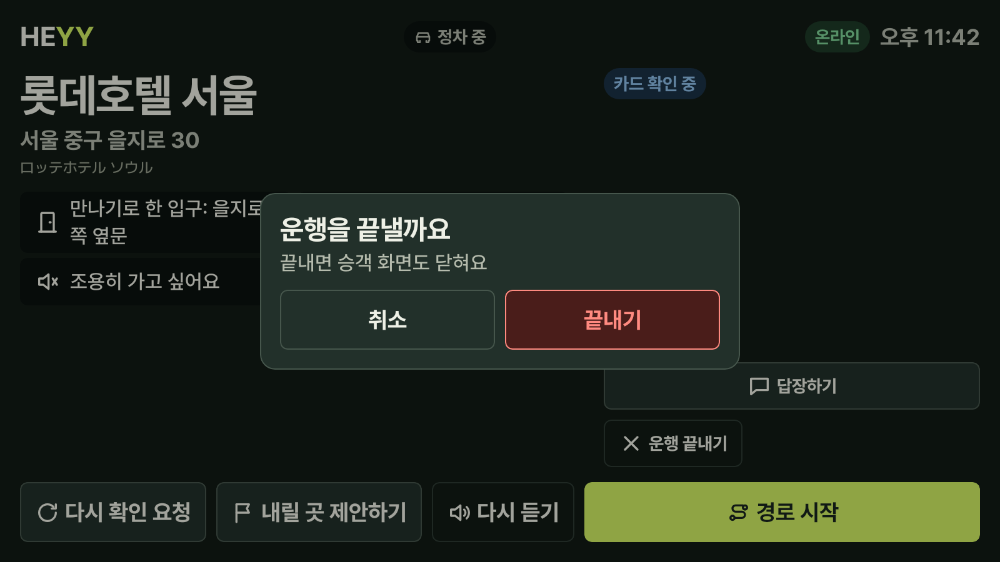 HEYY
정차 중
온라인
오후 11:42
롯데호텔 서울
카드 확인 중
서울 중구 을지로 30
ロッテホテル ソウル
만나기로 한 입구: 을지로
쪽 옆문
조용히 가고 싶어요
운행을 끝낼까요
끝내면 승객 화면도 닫혀요
취소
끝내기
답장하기
운행 끝내기
다시 확인 요청
내릴 곳 제안하기
다시 듣기
경로 시작